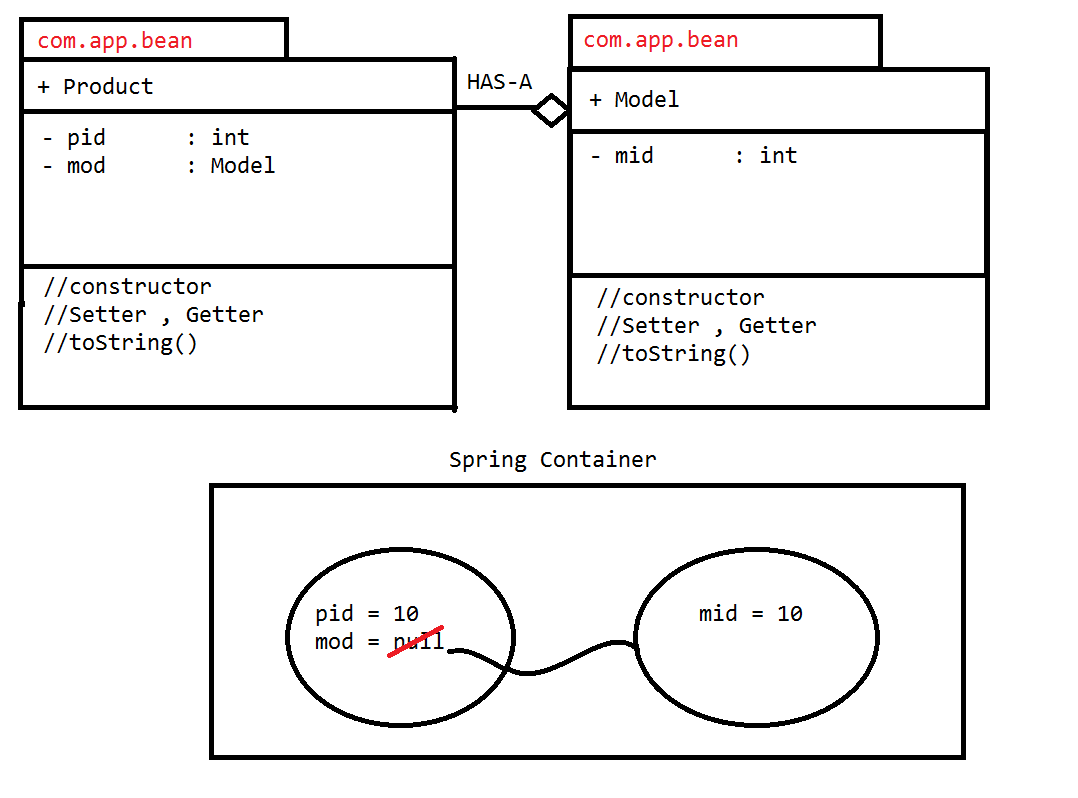 com.app.bean
+ Product
- pid : int
- mod : Model
//constructor
//Setter , Getter
//toString()
HAS-A
com.app.bean
+ Model
- mid : int
//constructor
//Setter , Getter
//toString()
Spring Container
pid = 10
mod = null
mid = 10